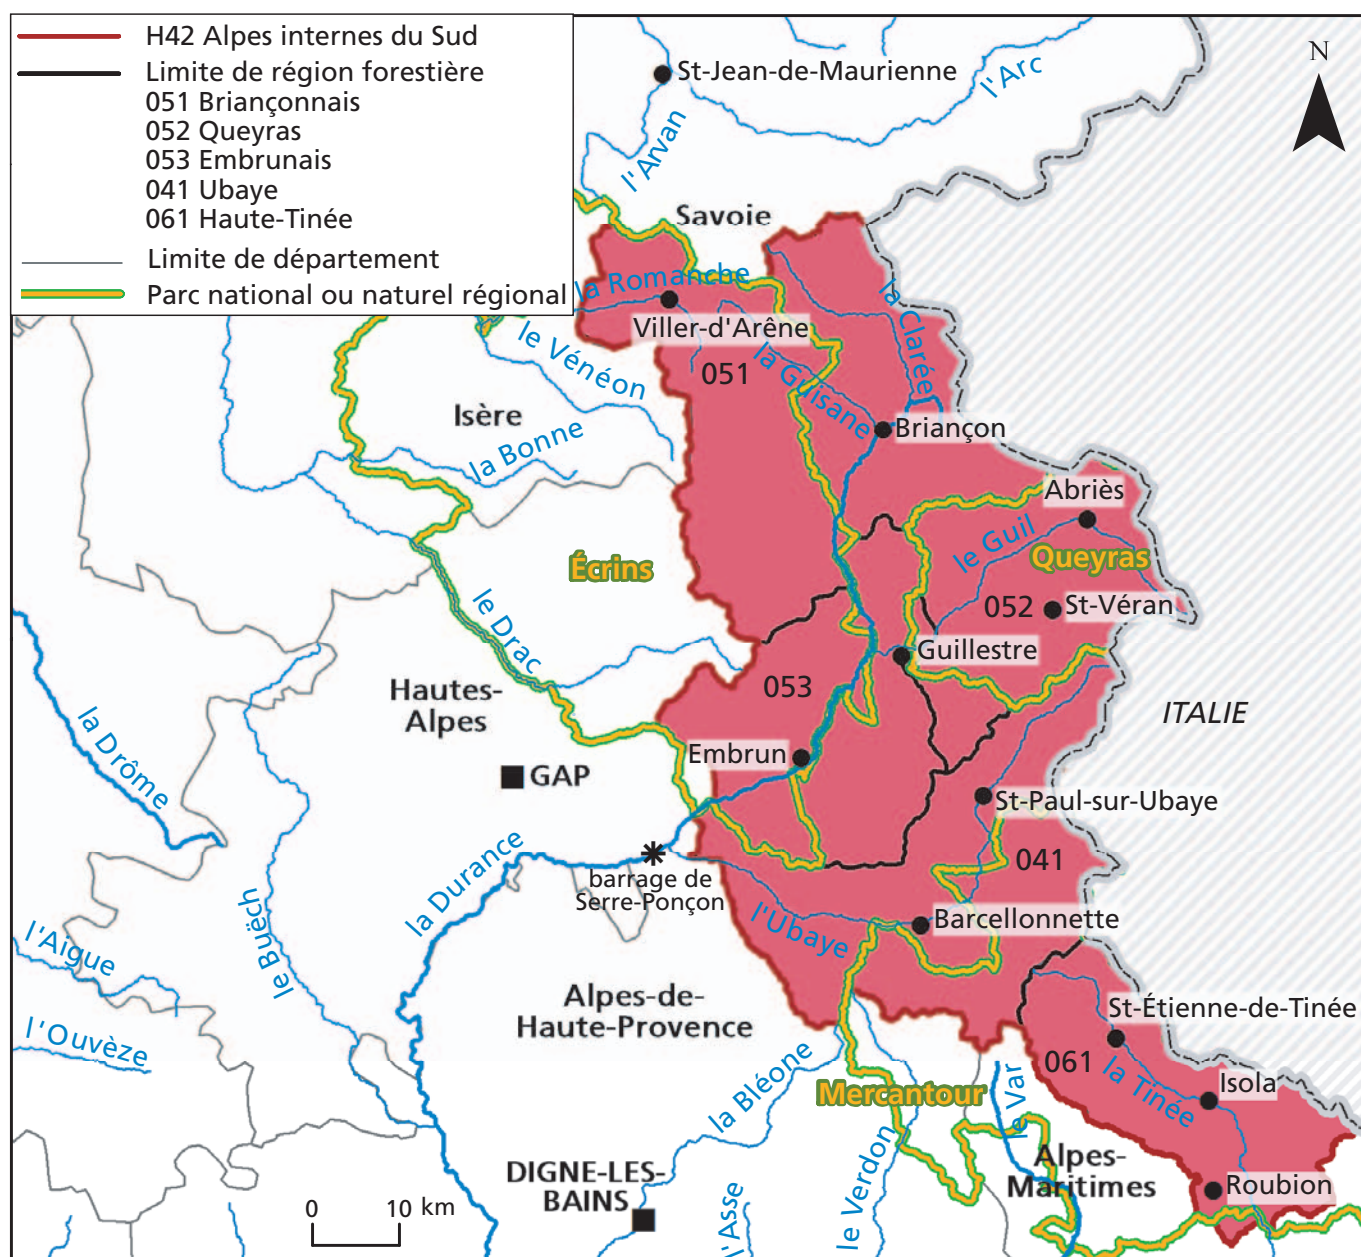 H42 Alpes internes du Sud
Limite de région forestière
051 Briançonnais
052 Queyras
053 Embrunais
041 Ubaye
061 Haute-Tinée
Limite de département
Parc national ou naturel régional
N
St-Jean-de-Maurienne
l'Arc
l'Arvan
Savoie
la Romanche
la Clarée
Viller-d'Arêne
le Vénéon
051
la Guisane
Isère
Briançon
la Bonne
Abriès
le Guil
Queyras
Écrins
052
St-Véran
le Drac
Guillestre
053
Hautes-
Alpes
ITALIE
la Drôme
Embrun
GAP
St-Paul-sur-Ubaye
la Durance
041
barrage de
Serre-Ponçon
le Buëch
l'Ubaye
Barcellonnette
l'Aigue
Alpes-de-
Haute-Provence
St-Étienne-de-Tinée
l'Ouvèze
061
la Tinée
la Bléone
Mercantour
le Var
Isola
le Verdon
Alpes-
Maritimes
DIGNE-LES-
BAINS
Roubion
l'Asse
0 10 km